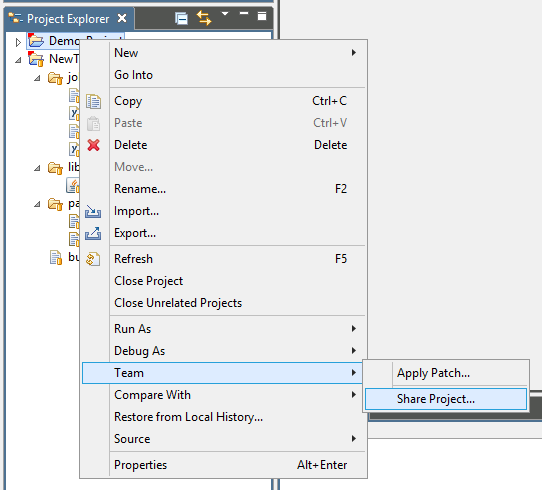 Project Explorer
Demo Project
NewT
New
Go Into
jo
Copy Ctrl+C
Paste Ctrl+V
Delete Delete
Move...
lib
Rename... F2
Import...
pa
Export...
bu
Refresh F5
Close Project
Close Unrelated Projects
Run As
Debug As
Team
Apply Patch...
Compare With
Share Project...
Restore from Local History...
Source
Properties Alt+Enter